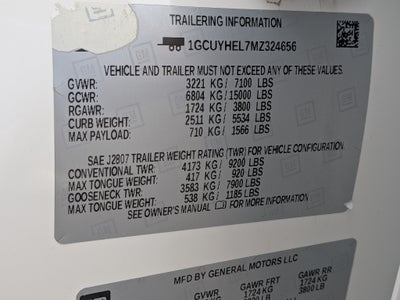 TRAILERING INFORMATION
1GCUYHEL7MZ324656
VEHICLE AND TRAILER MUST NOT EXCEED ANY OF THESE VALUES.
GVWR: 3221 KG / 7100 LBS
GCWR: 6804 KG / 15000 LBS
RGAWR: 1724 KG / 3800 LBS
CURB WEIGHT: 2511 KG / 5534 LBS
MAX PAYLOAD: 710 KG / 1566 LBS
SAE J2807 TRAILER WEIGHT RATING (TWR) FOR VEHICLE CONFIGURATION.
CONVENTIONAL TWR: 4173 KG / 9200 LBS
MAX TONGUE WEIGHT: 417 KG / 920 LBS
GOOSENECK TWR: 3583 KG / 7900 LBS
MAX TONGUE WEIGHT: 538 KG / 1185 LBS
SEE OWNER'S MANUAL FOR MORE INFORMATION
MFD BY GENERAL MOTORS LLC
GVWR GAWR FRT GAWR RR
1724 KG 1724 KG
3800 LB